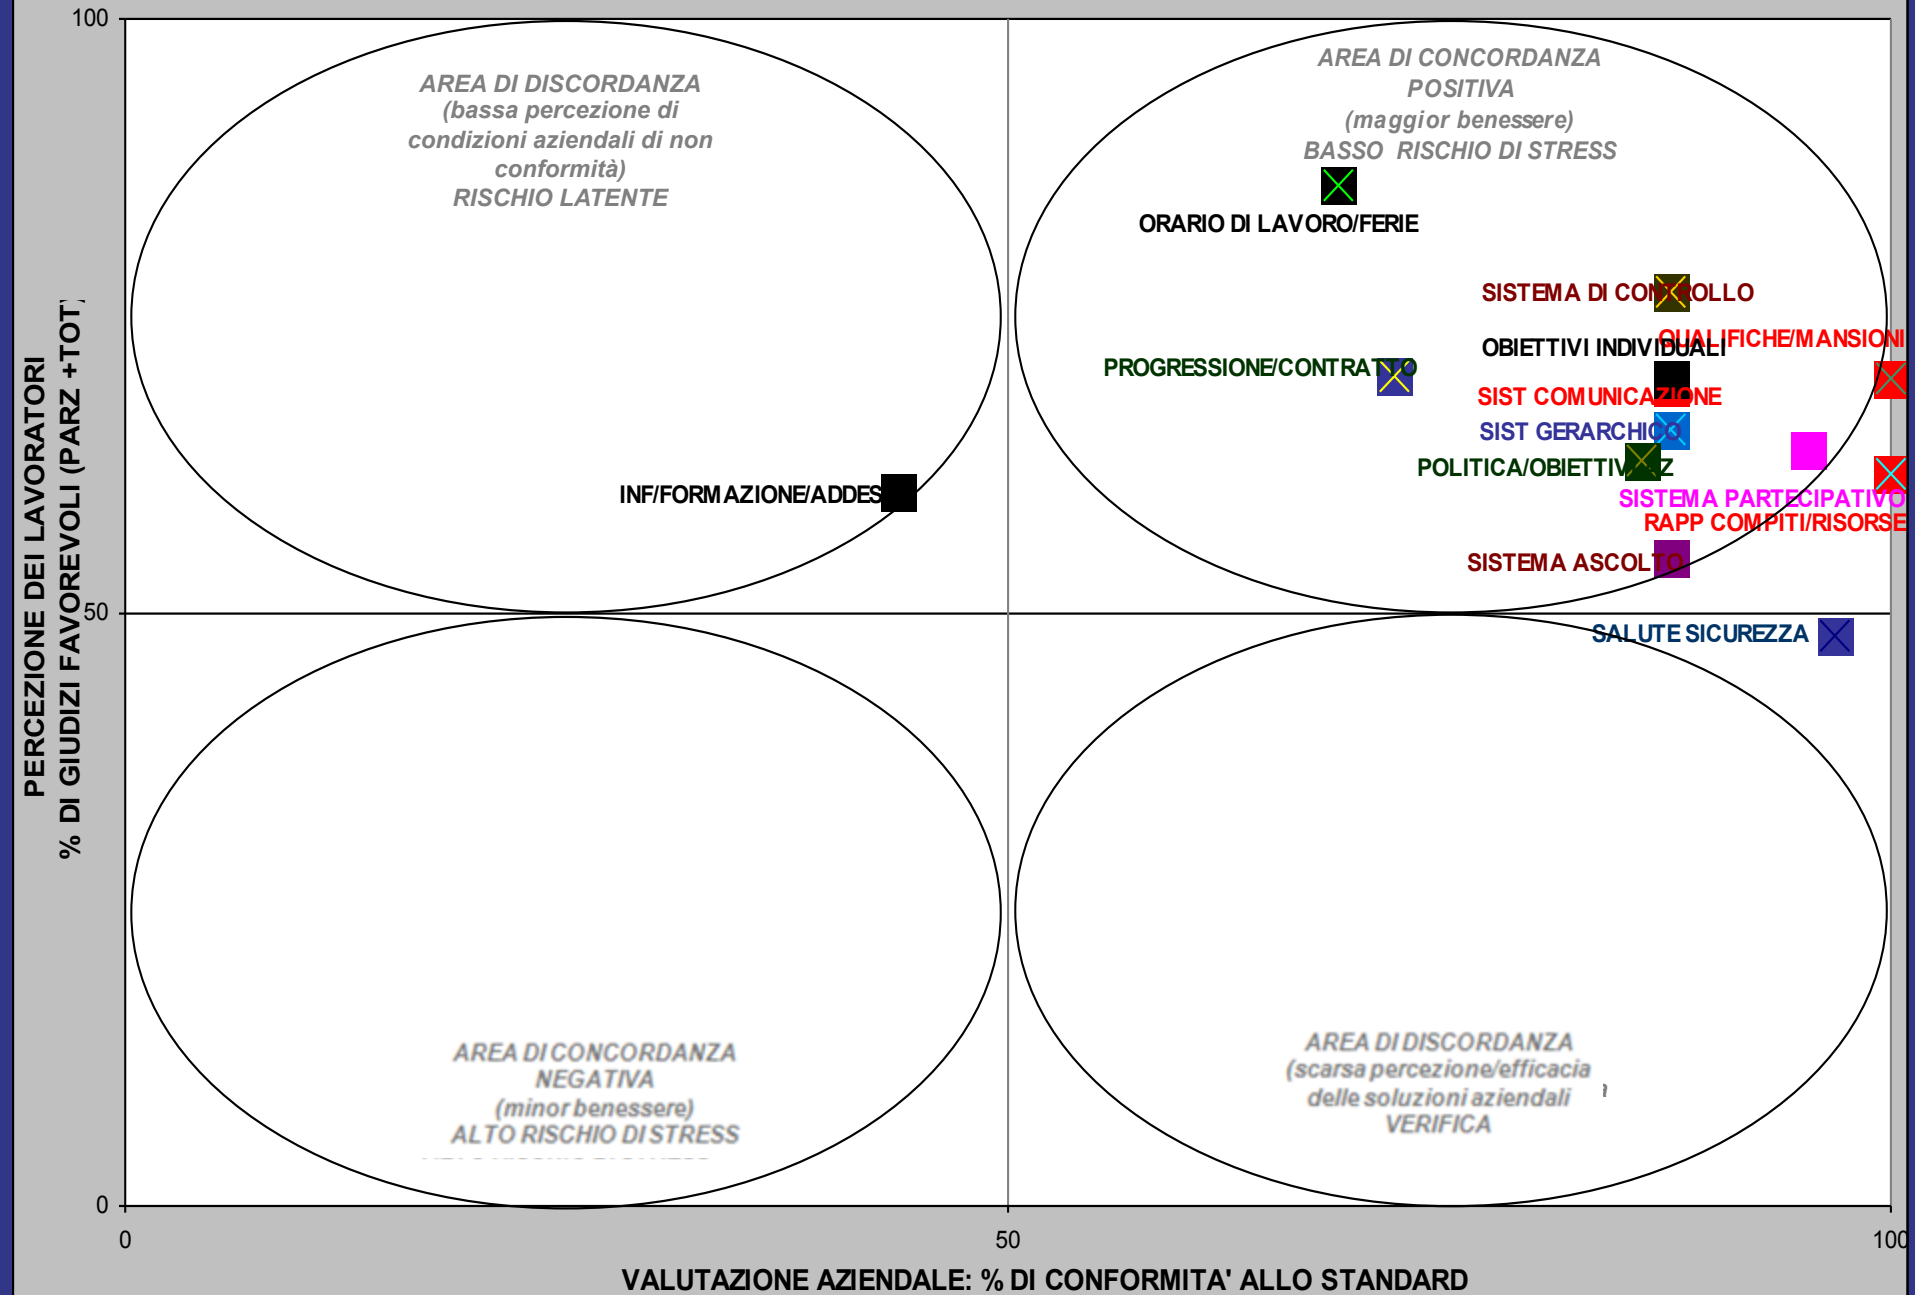 100
AREA DI DISCORDANZA
(bassa percezione di
condizioni aziendali di non
conformità)
RISCHIO LATENTE
AREA DI CONCORDANZA
POSITIVA
(maggior benessere)
BASSO RISCHIO DI STRESS
ORARIO DI LAVORO/FERIE
SISTEMA DI CONTROLLO
QUALIFICHE/MANSIONI
OBIETTIVI INDIVIDUALI
PROGRESSIONE/CONTRATTO
SIST COMUNICAZIONE
SIST GERARCHICO
POLITICA/OBIETTIVI AZ
INF/FORMAZIONE/ADDES
SISTEMA PARTECIPATIVO
RAPP COMPITI/RISORSE
SISTEMA ASCOLTO
PERCEZIONE DEI LAVORATORI
% DI GIUDIZI FAVOREVOLI (PARZ +TOT)
50
SALUTE SICUREZZA
AREA DI CONCORDANZA
NEGATIVA
(minor benessere)
ALTO RISCHIO DI STRESS
AREA DI DISCORDANZA
(scarsa percezione/efficacia
delle soluzioni aziendali
VERIFICA
0
0
50
100
VALUTAZIONE AZIENDALE: % DI CONFORMITA' ALLO STANDARD